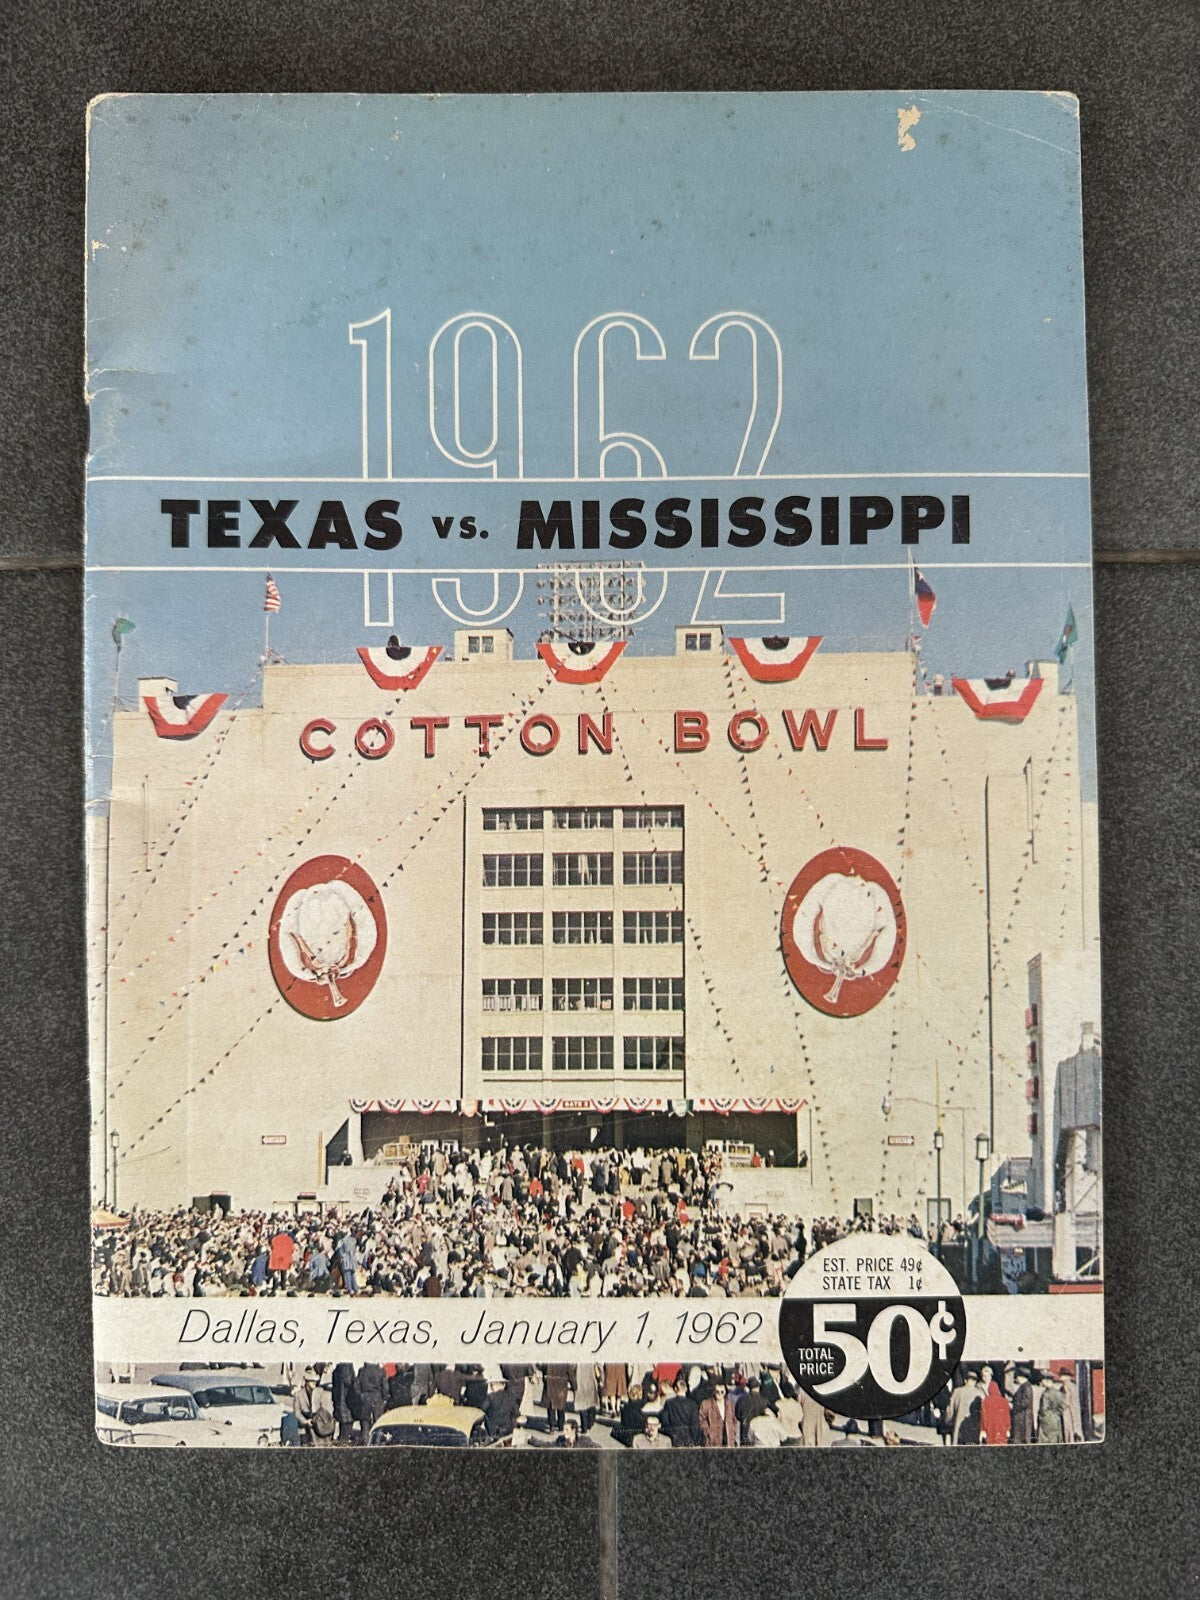 1962
TEXAS vs. MISSISSIPPI
COTTON BOWL
EST. PRICE 49¢
STATE TAX 1¢
TOTAL
PRICE
50¢
Dallas, Texas, January 1, 1962